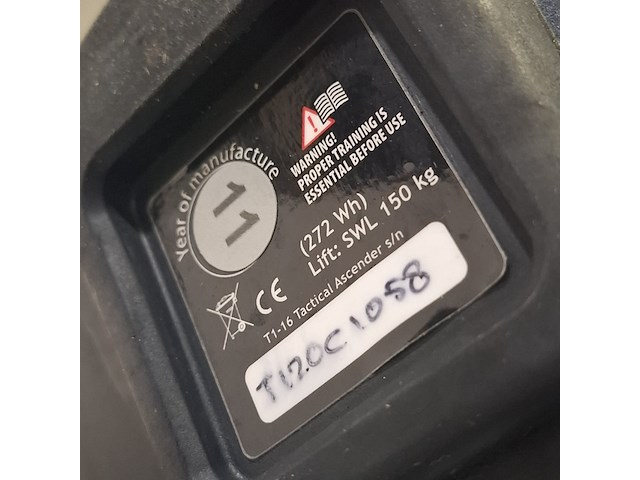 Year of manufacture
11
WARNING!
PROPER TRAINING IS
ESSENTIAL BEFORE USE
(272 Wh)
Lift: SWL 150 kg
CE
T1-16 Tactical Ascender s/n
T120C1058